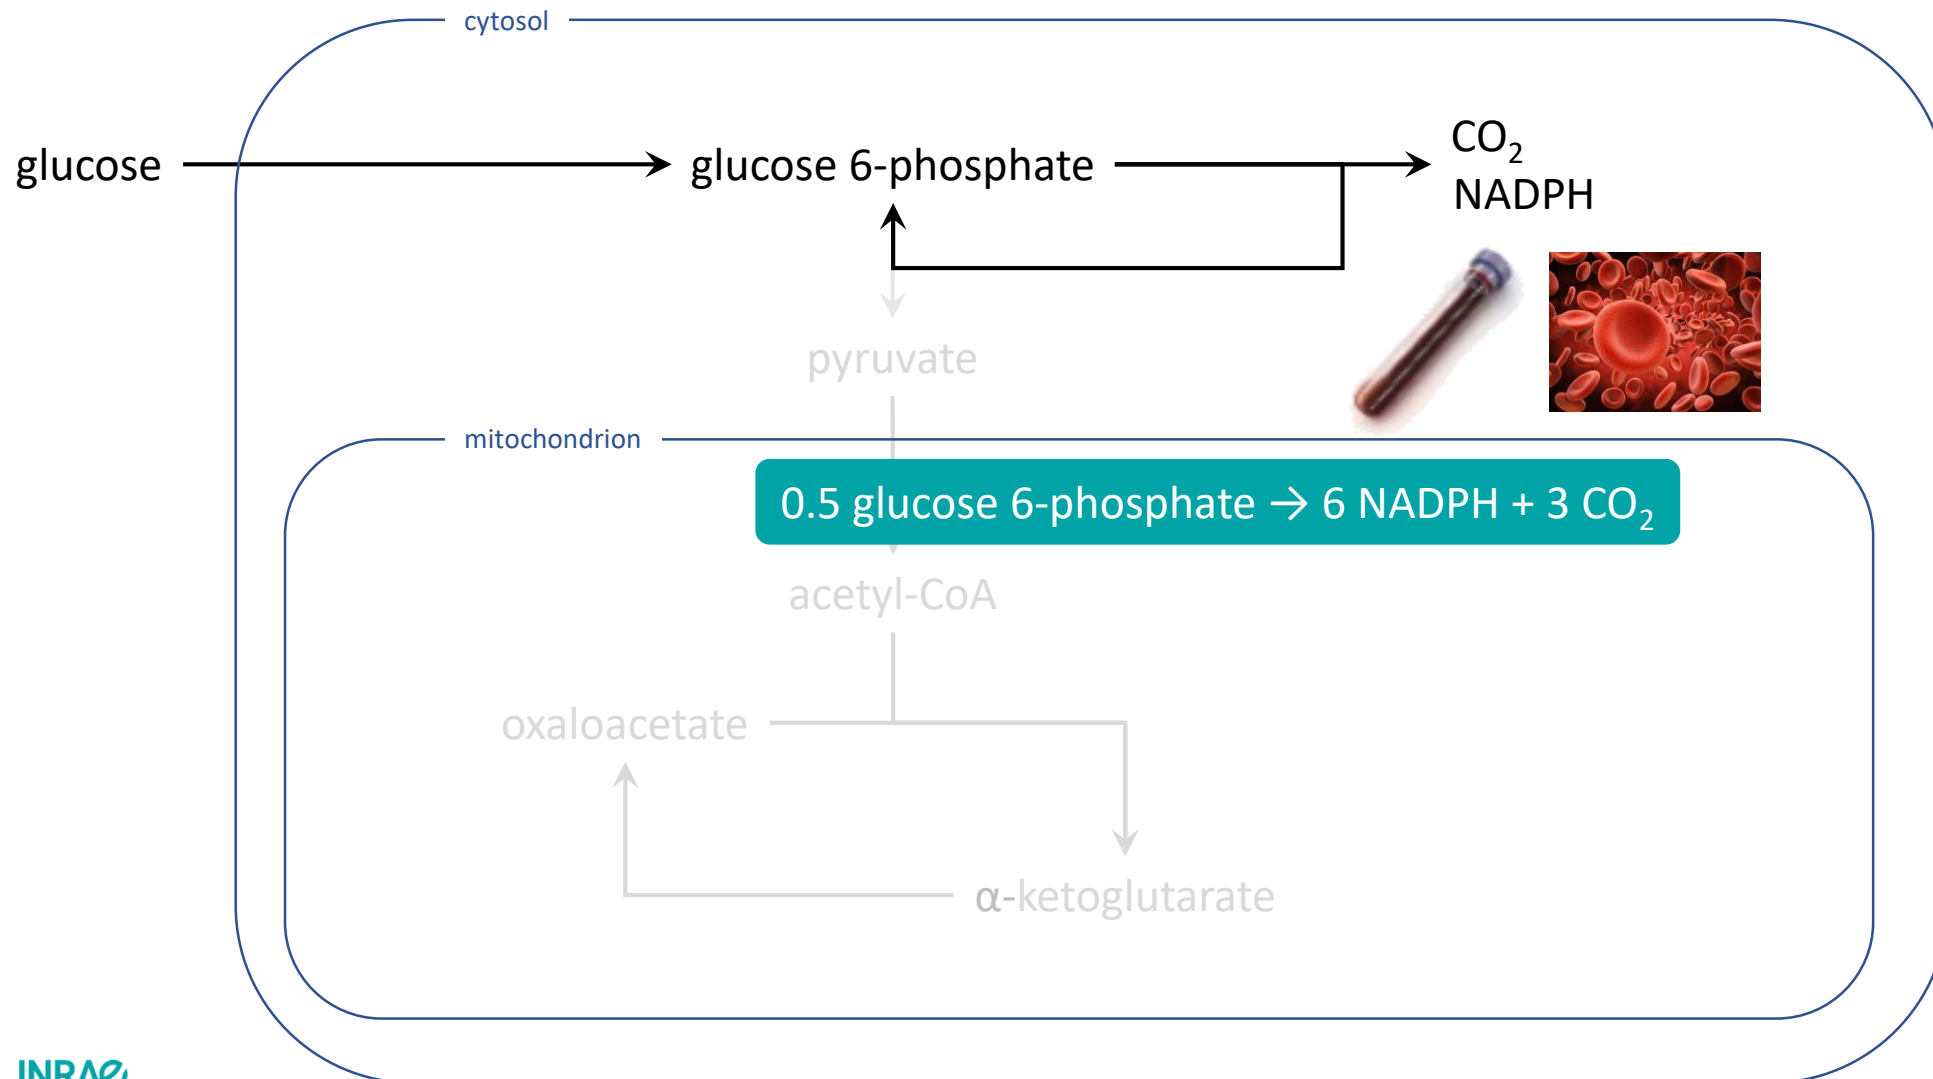 cytosol
glucose
glucose 6-phosphate
CO₂
NADPH
pyruvate
mitochondrion
0.5 glucose 6-phosphate → 6 NADPH + 3 CO₂
acetyl-CoA
oxaloacetate
α-ketoglutarate
INRAE